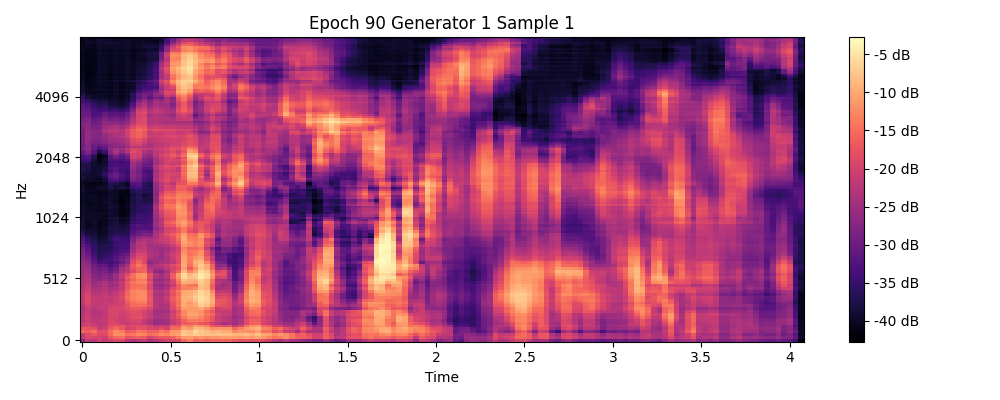 Epoch 90 Generator 1 Sample 1
Hz
4096
2048
1024
512
0
0
0.5
1
1.5
2
2.5
3
3.5
4
Time
-5 dB
-10 dB
-15 dB
-20 dB
-25 dB
-30 dB
-35 dB
-40 dB